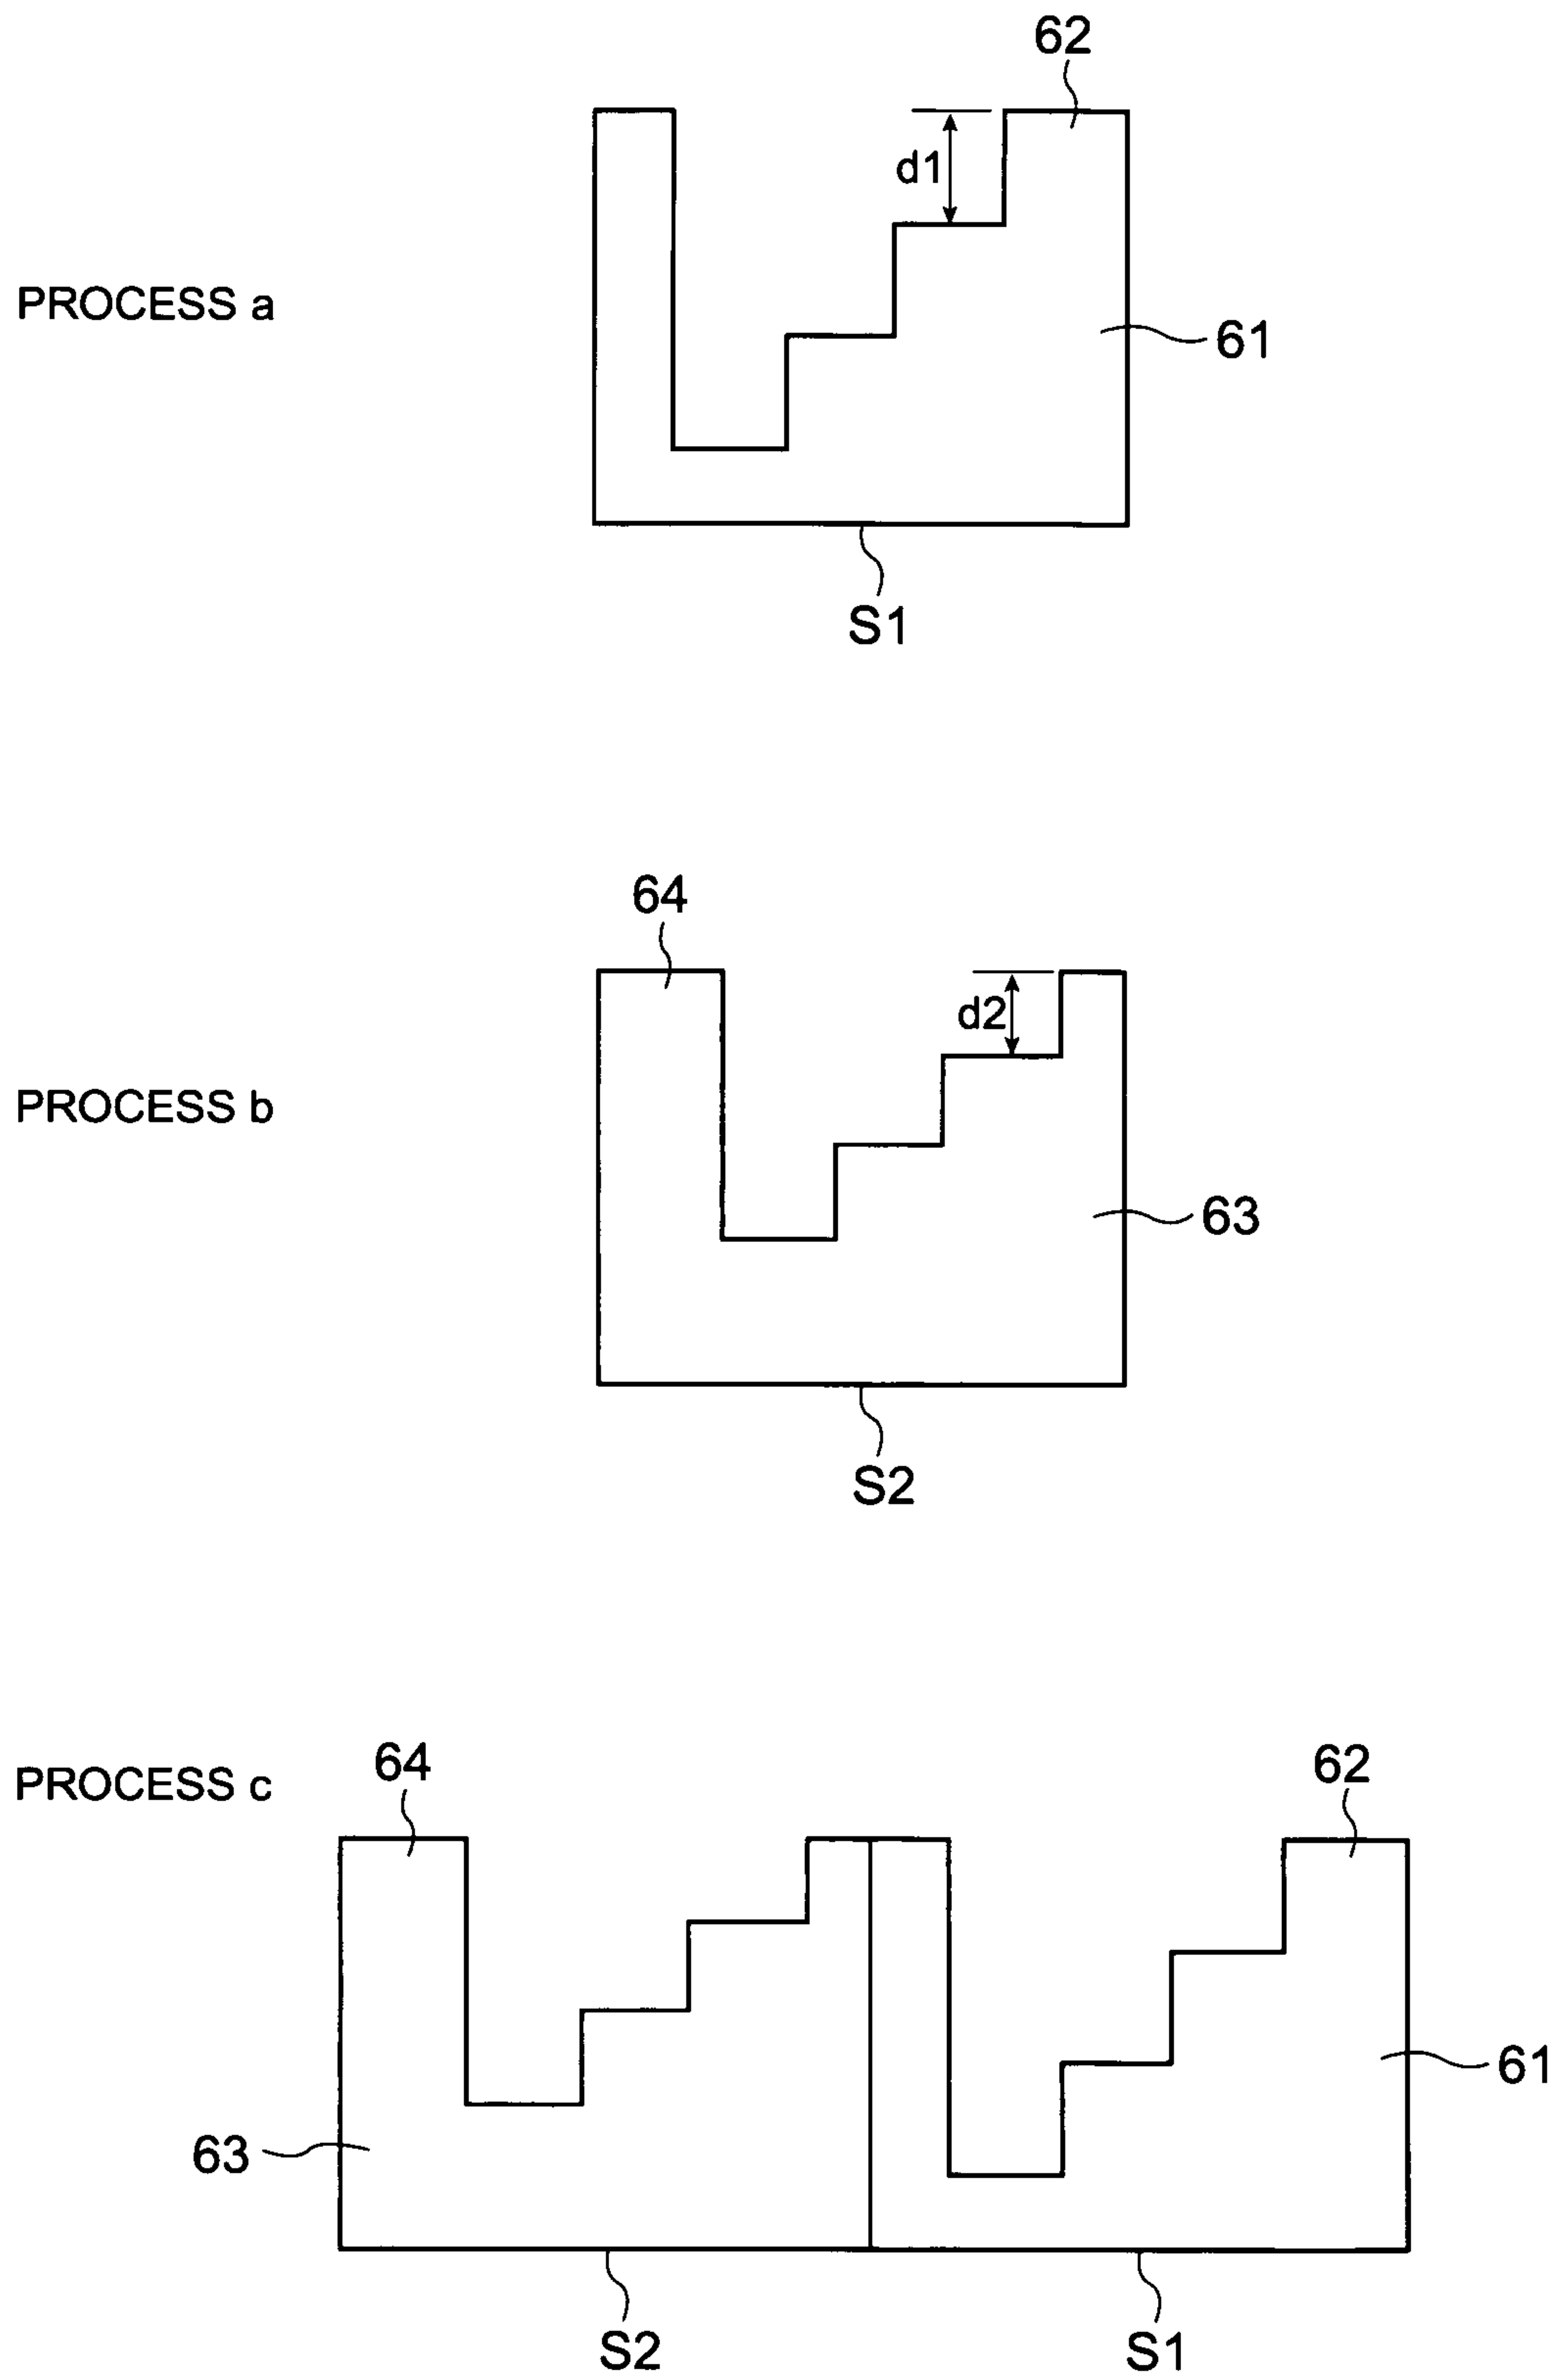 62
d1
PROCESS a
61
S1
64
d2
PROCESS b
63
S2
PROCESS c
64
62
61
63
S2
S1